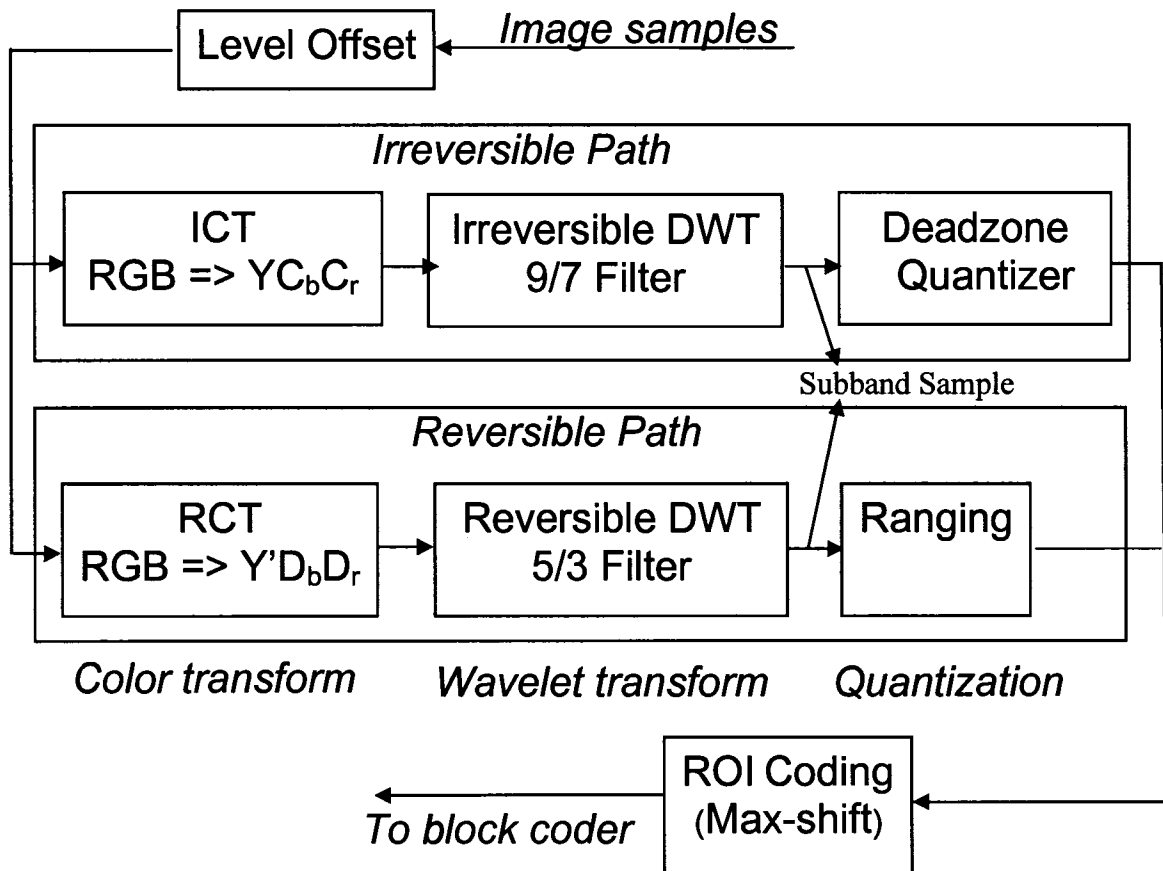 Level Offset
Image samples
Irreversible Path
ICT
RGB => YCbCr
Irreversible DWT
9/7 Filter
Deadzone
Quantizer
Subband Sample
Reversible Path
RCT
RGB => Y'DbDr
Reversible DWT
5/3 Filter
Ranging
Color transform
Wavelet transform
Quantization
ROI Coding
(Max-shift)
To block coder